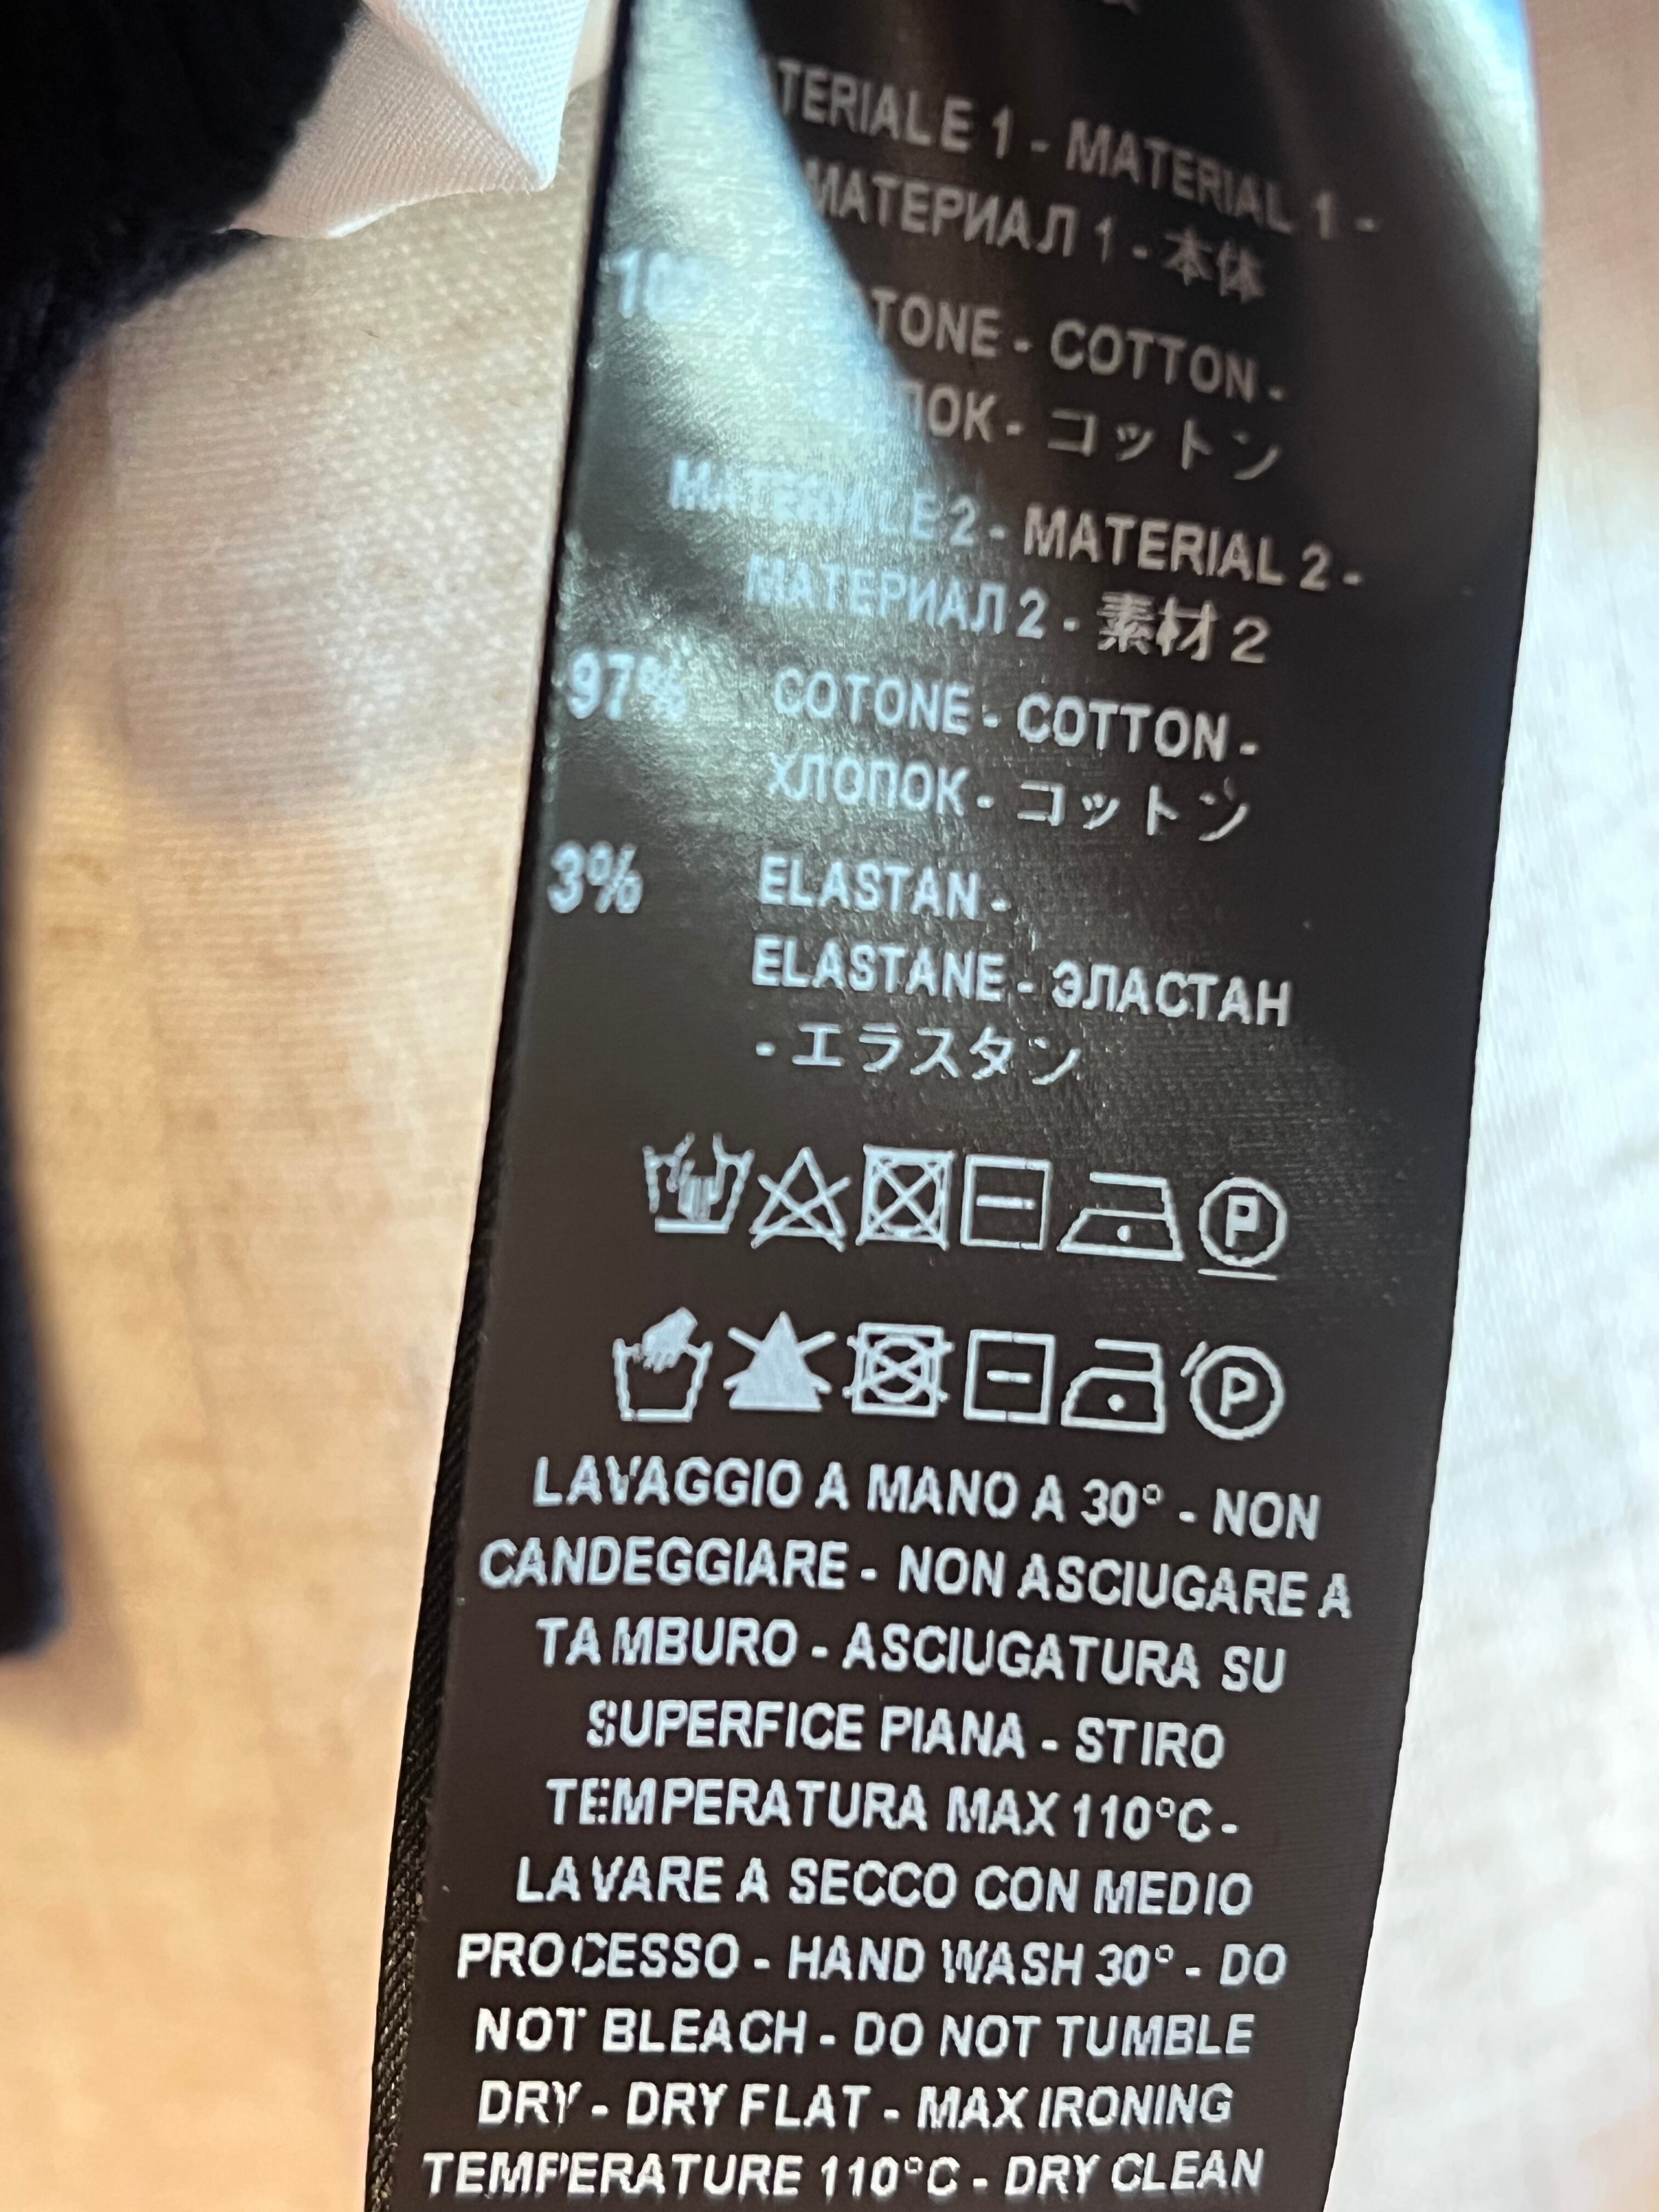 MATERIAL 1 -
МАТЕРИАЛ 1 - 本体
COTTON -
コットン
MATERIALE 2 - MATERIAL 2 -
МАТЕРИАЛ 2 - 素材 2
97% COTONE - COTTON -
ХЛОПОК - コットン
3% ELASTAN -
ELASTANE - ЭЛАСТАН
- エラスタン
P
P
LAVAGGIO A MANO A 30° - NON
CANDEGGIARE - NON ASCIUGARE A
TAMBURO - ASCIUGATURA SU
SUPERFICE PIANA - STIRO
TEMPERATURA MAX 110°C -
LAVARE A SECCO CON MEDIO
PROCESSO - HAND WASH 30° - DO
NOT BLEACH - DO NOT TUMBLE
DRY - DRY FLAT - MAX IRONING
TEMPERATURE 110°C - DRY CLEAN